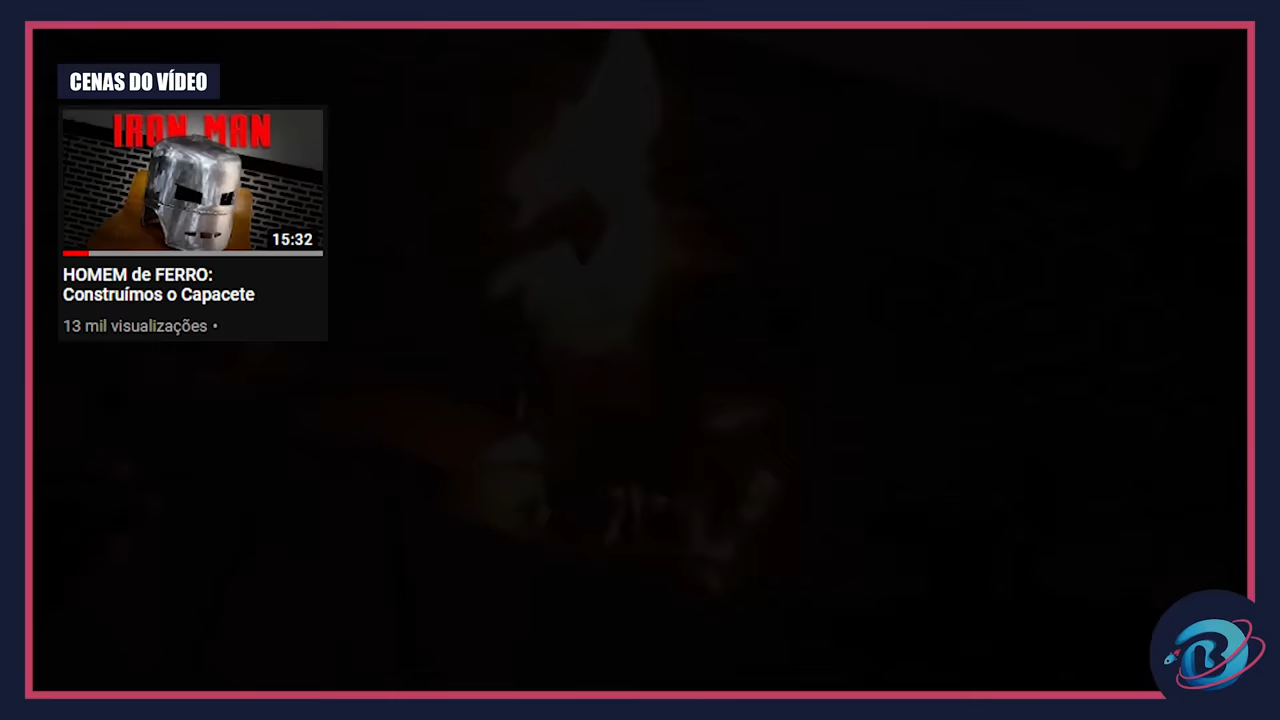 CENAS DO VÍDEO
IRON MAN
15:32
HOMEM de FERRO:
Construímos o Capacete
13 mil visualizações •